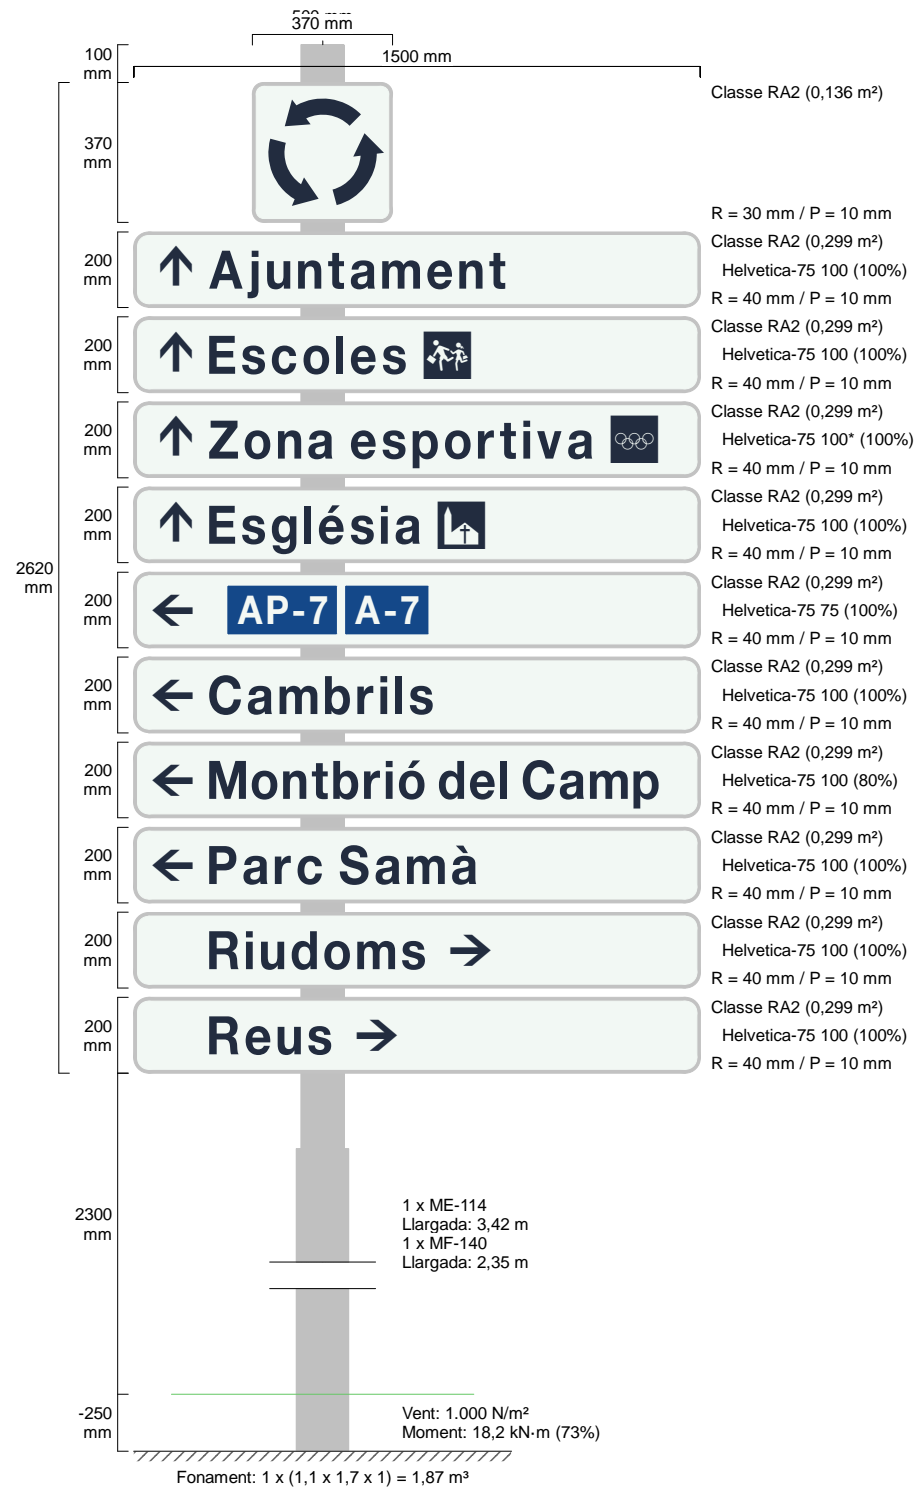 500 mm
370 mm
100 mm
1500 mm
Classe RA2 (0,136 m²)
370 mm
R = 30 mm / P = 10 mm
200 mm
Ajuntament
Classe RA2 (0,299 m²)
Helvetica-75 100 (100%)
R = 40 mm / P = 10 mm
200 mm
Escoles
Classe RA2 (0,299 m²)
Helvetica-75 100 (100%)
R = 40 mm / P = 10 mm
200 mm
Zona esportiva
Classe RA2 (0,299 m²)
Helvetica-75 100* (100%)
R = 40 mm / P = 10 mm
200 mm
Església
Classe RA2 (0,299 m²)
Helvetica-75 100 (100%)
R = 40 mm / P = 10 mm
2620 mm
200 mm
AP-7 A-7
Classe RA2 (0,299 m²)
Helvetica-75 75 (100%)
R = 40 mm / P = 10 mm
200 mm
Cambrils
Classe RA2 (0,299 m²)
Helvetica-75 100 (100%)
R = 40 mm / P = 10 mm
200 mm
Montbrió del Camp
Classe RA2 (0,299 m²)
Helvetica-75 100 (80%)
R = 40 mm / P = 10 mm
200 mm
Parc Samà
Classe RA2 (0,299 m²)
Helvetica-75 100 (100%)
R = 40 mm / P = 10 mm
200 mm
Riudoms
Classe RA2 (0,299 m²)
Helvetica-75 100 (100%)
R = 40 mm / P = 10 mm
200 mm
Reus
Classe RA2 (0,299 m²)
Helvetica-75 100 (100%)
R = 40 mm / P = 10 mm
2300 mm
1 x ME-114
Llargada: 3,42 m
1 x MF-140
Llargada: 2,35 m
-250 mm
Vent: 1.000 N/m²
Moment: 18,2 kN·m (73%)
Fonament: 1 x (1,1 x 1,7 x 1) = 1,87 m³